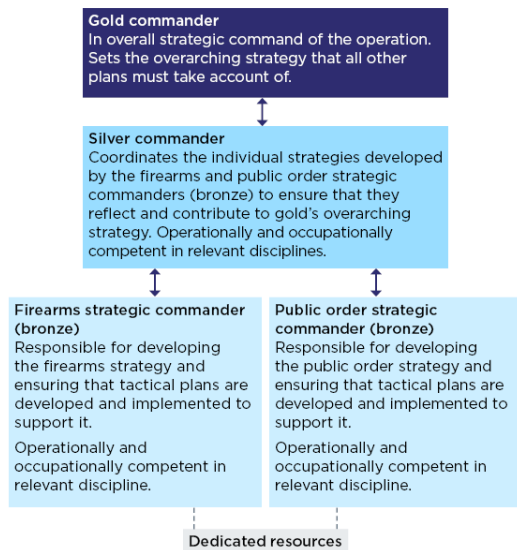 Gold commander
In overall strategic command of the operation.
Sets the overarching strategy that all other
plans must take account of.
Silver commander
Coordinates the individual strategies developed
by the firearms and public order strategic
commanders (bronze) to ensure that they
reflect and contribute to gold's overarching
strategy. Operationally and occupationally
competent in relevant disciplines.
Firearms strategic commander
(bronze)
Responsible for developing
the firearms strategy and
ensuring that tactical plans are
developed and implemented to
support it.
Operationally and
occupationally competent in
relevant discipline.
Public order strategic
commander (bronze)
Responsible for developing
the public order strategy and
ensuring that tactical plans are
developed and implemented to
support it.
Operationally and
occupationally competent in
relevant discipline.
Dedicated resources